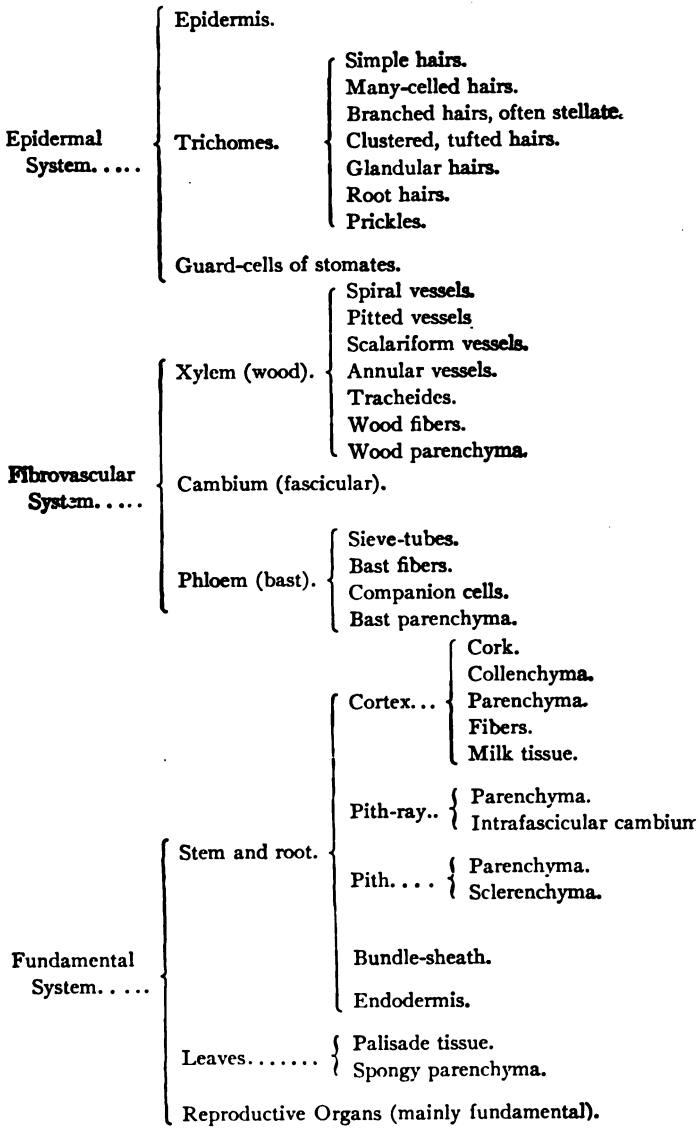 Epidermis.
Simple hairs.
Many-celled hairs.
Branched hairs, often stellate.
Epidermal
System.....
Trichomes.
Clustered, tufted hairs.
Glandular hairs.
Root hairs.
Prickles.
Guard-cells of stomates.
Spiral vessels.
Pitted vessels
Scalariform vessels.
Xylem (wood).
Annular vessels.
Tracheides.
Wood fibers.
Wood parenchyma.
Fibrovascular
System.....
Cambium (fascicular).
Sieve-tubes.
Phloem (bast).
Bast fibers.
Companion cells.
Bast parenchyma.
Cork.
Collenchyma.
Cortex...
Parenchyma.
Fibers.
Milk tissue.
Pith-ray..
Parenchyma.
Intrafascicular cambium
Stem and root.
Pith....
Parenchyma.
Sclerenchyma.
Fundamental
System.....
Bundle-sheath.
Endodermis.
Leaves.......
Palisade tissue.
Spongy parenchyma.
Reproductive Organs (mainly fundamental).